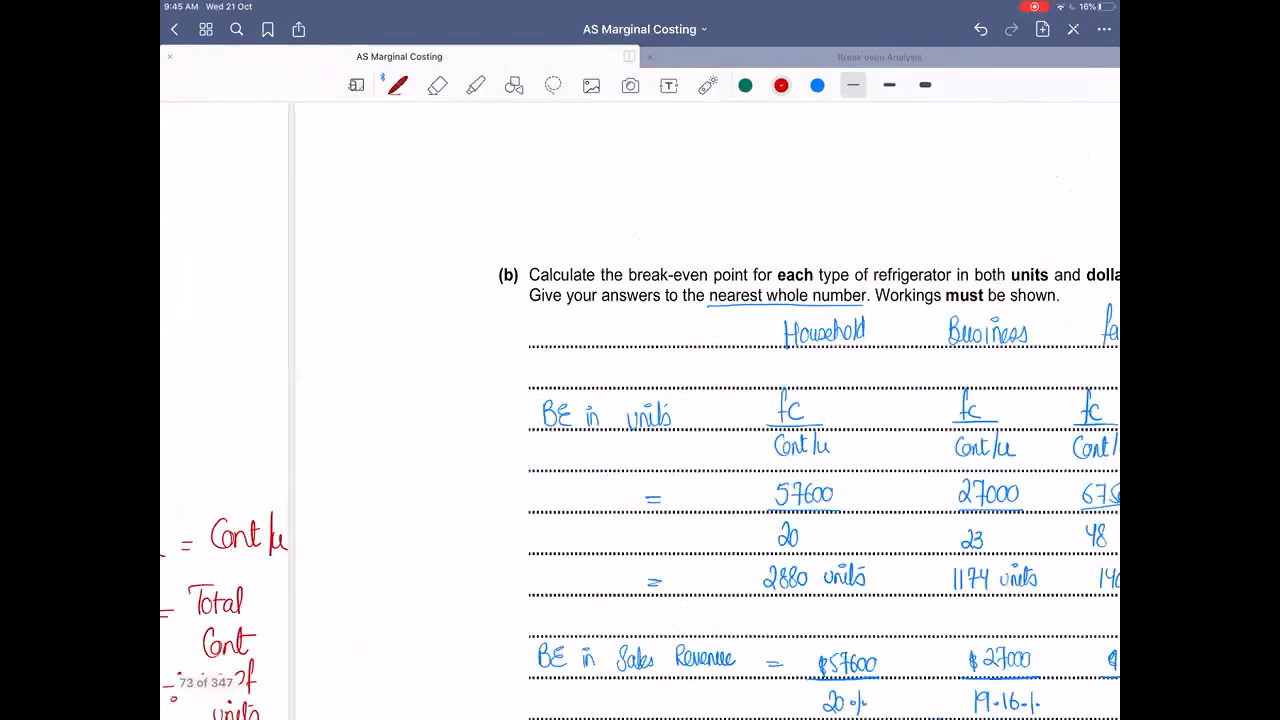 9:45 AM Wed 21 Oct
16%
AS Marginal Costing
AS Marginal Costing
Break even Analysis
(b) Calculate the break-even point for each type of refrigerator in both units and dolla
Give your answers to the nearest whole number. Workings must be shown.
Household Business
BE in units fc fc fc
Cont/u Cont/u Cont/
= 57600 27000 675
= Cont/u
20 23 48
= 2880 units 1174 units 140
= Total
Cont
BE in Sales Revenue = $57600 $27000 $
of
73 of 347
20% 19.16%
units